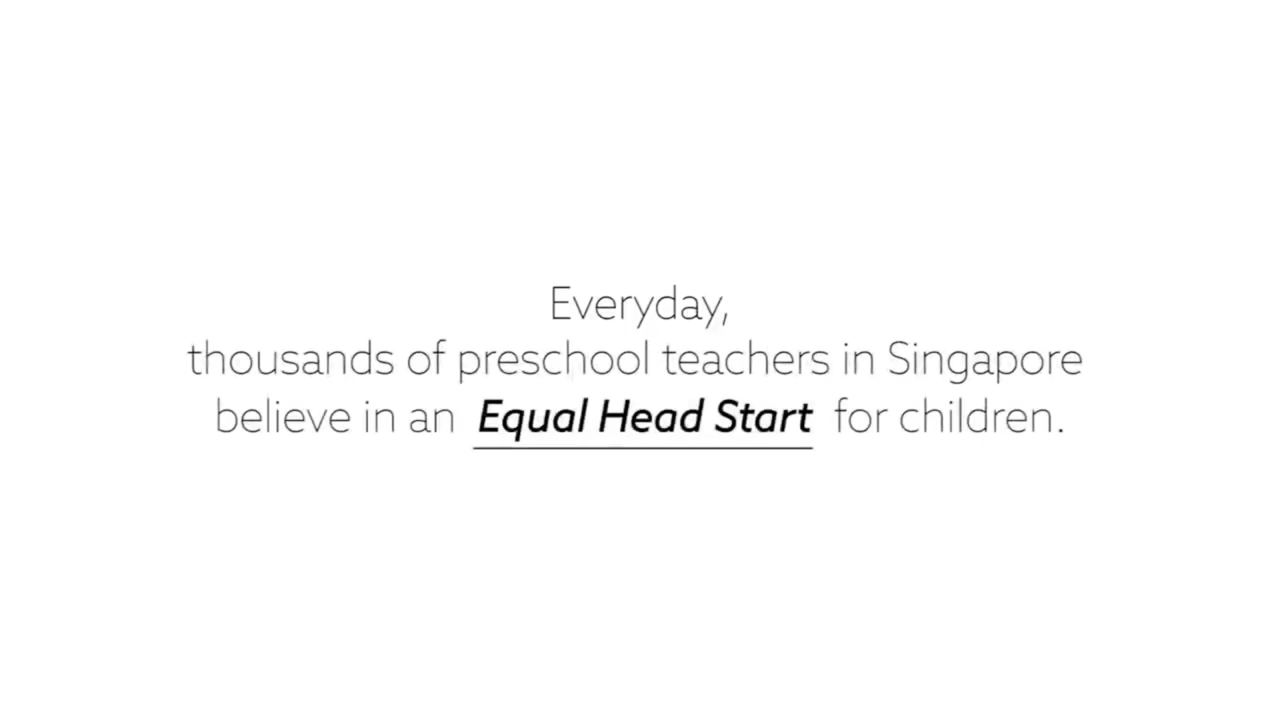 Everyday,
thousands of preschool teachers in Singapore
believe in an Equal Head Start for children.